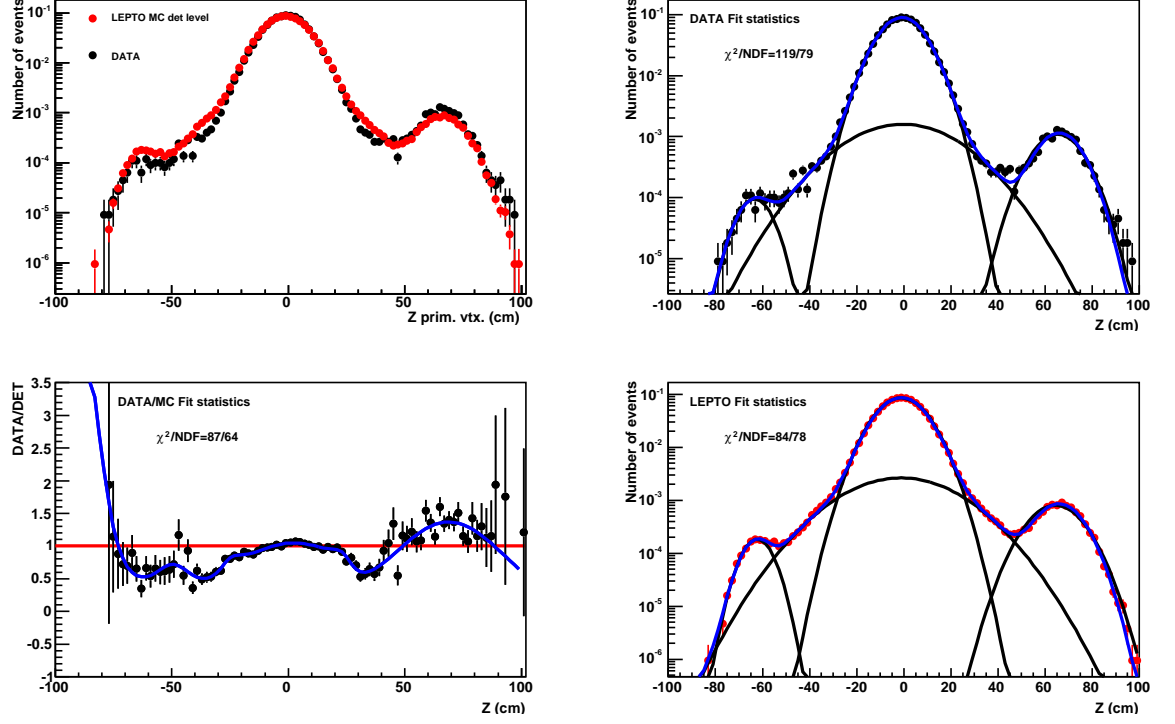 Number of events
10⁻¹
10⁻²
10⁻³
10⁻⁴
10⁻⁵
10⁻⁶
LEPTO MC det level
DATA
-100 -50 0 50 100
Z prim. vtx. (cm)
Number of events
10⁻¹
10⁻²
10⁻³
10⁻⁴
10⁻⁵
DATA Fit statistics
χ²/NDF=119/79
-100 -80 -60 -40 -20 0 20 40 60 80 100
Z (cm)
DATA/DET
3.5
3
2.5
2
1.5
1
0.5
0
-0.5
-1
DATA/MC Fit statistics
χ²/NDF=87/64
-100 -50 0 50 100
Z (cm)
Number of events
10⁻¹
10⁻²
10⁻³
10⁻⁴
10⁻⁵
10⁻⁶
LEPTO Fit statistics
χ²/NDF=84/78
-100 -80 -60 -40 -20 0 20 40 60 80 100
Z (cm)